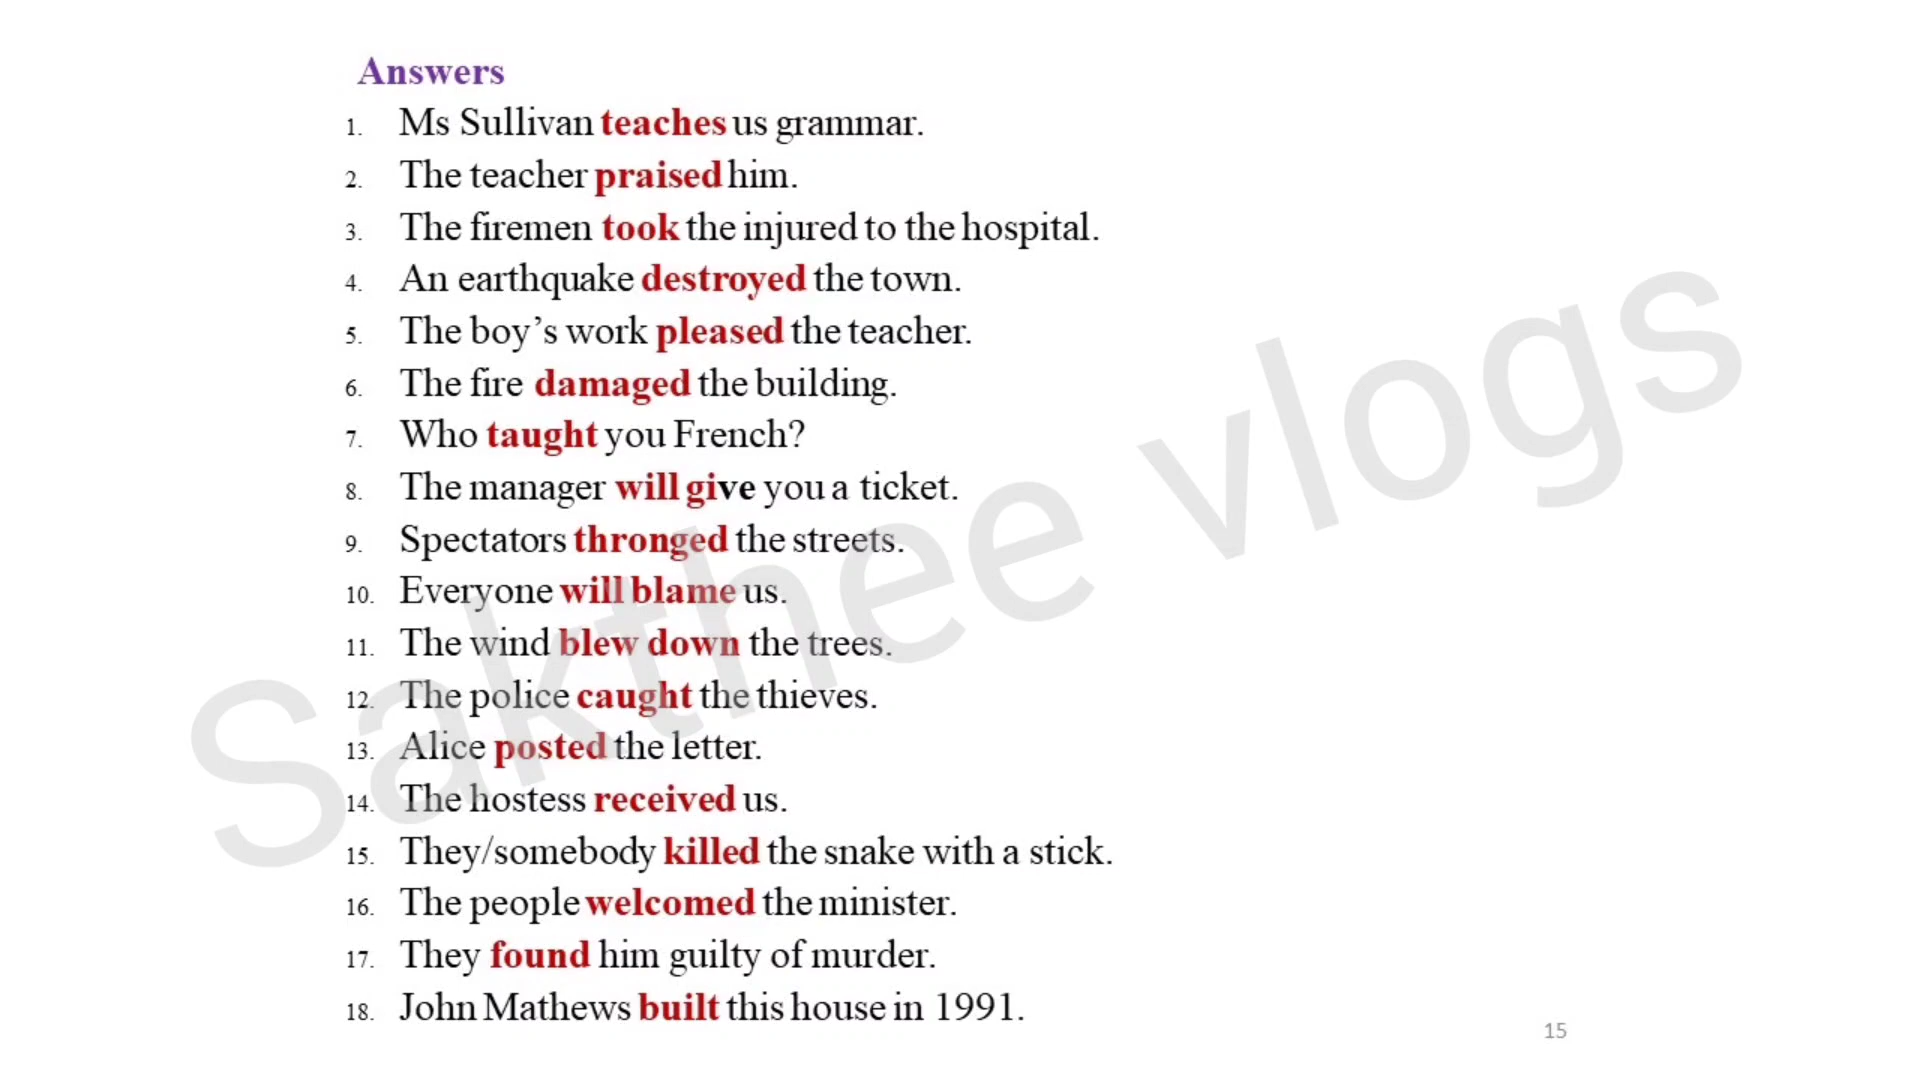 Answers
1. Ms Sullivan teaches us grammar.
2. The teacher praised him.
3. The firemen took the injured to the hospital.
4. An earthquake destroyed the town.
5. The boy’s work pleased the teacher.
6. The fire damaged the building.
7. Who taught you French?
8. The manager will give you a ticket.
9. Spectators thronged the streets.
10. Everyone will blame us.
11. The wind blew down the trees.
12. The police caught the thieves.
13. Alice posted the letter.
14. The hostess received us.
15. They/somebody killed the snake with a stick.
16. The people welcomed the minister.
17. They found him guilty of murder.
18. John Mathews built this house in 1991.
15
Sakthee vlogs